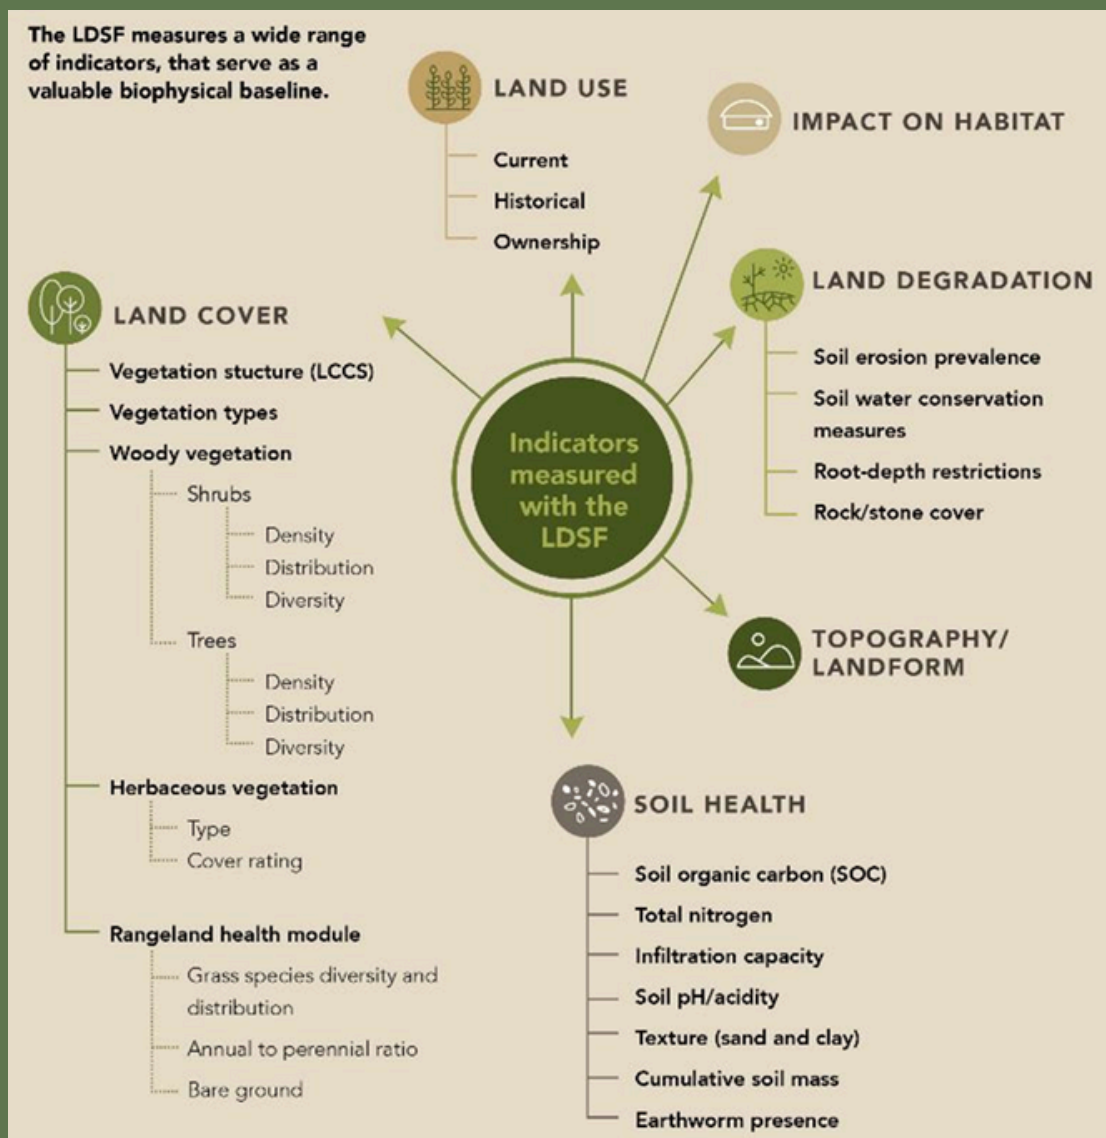 The LDSF measures a wide range
of indicators, that serve as a
valuable biophysical baseline.
LAND USE
Current
Historical
Ownership
IMPACT ON HABITAT
LAND DEGRADATION
Soil erosion prevalence
Soil water conservation
measures
Root-depth restrictions
Rock/stone cover
LAND COVER
Vegetation stucture (LCCS)
Vegetation types
Woody vegetation
Shrubs
Density
Distribution
Diversity
Trees
Density
Distribution
Diversity
Herbaceous vegetation
Type
Cover rating
Rangeland health module
Grass species diversity and
distribution
Annual to perennial ratio
Bare ground
Indicators
measured
with the
LDSF
TOPOGRAPHY/
LANDFORM
SOIL HEALTH
Soil organic carbon (SOC)
Total nitrogen
Infiltration capacity
Soil pH/acidity
Texture (sand and clay)
Cumulative soil mass
Earthworm presence